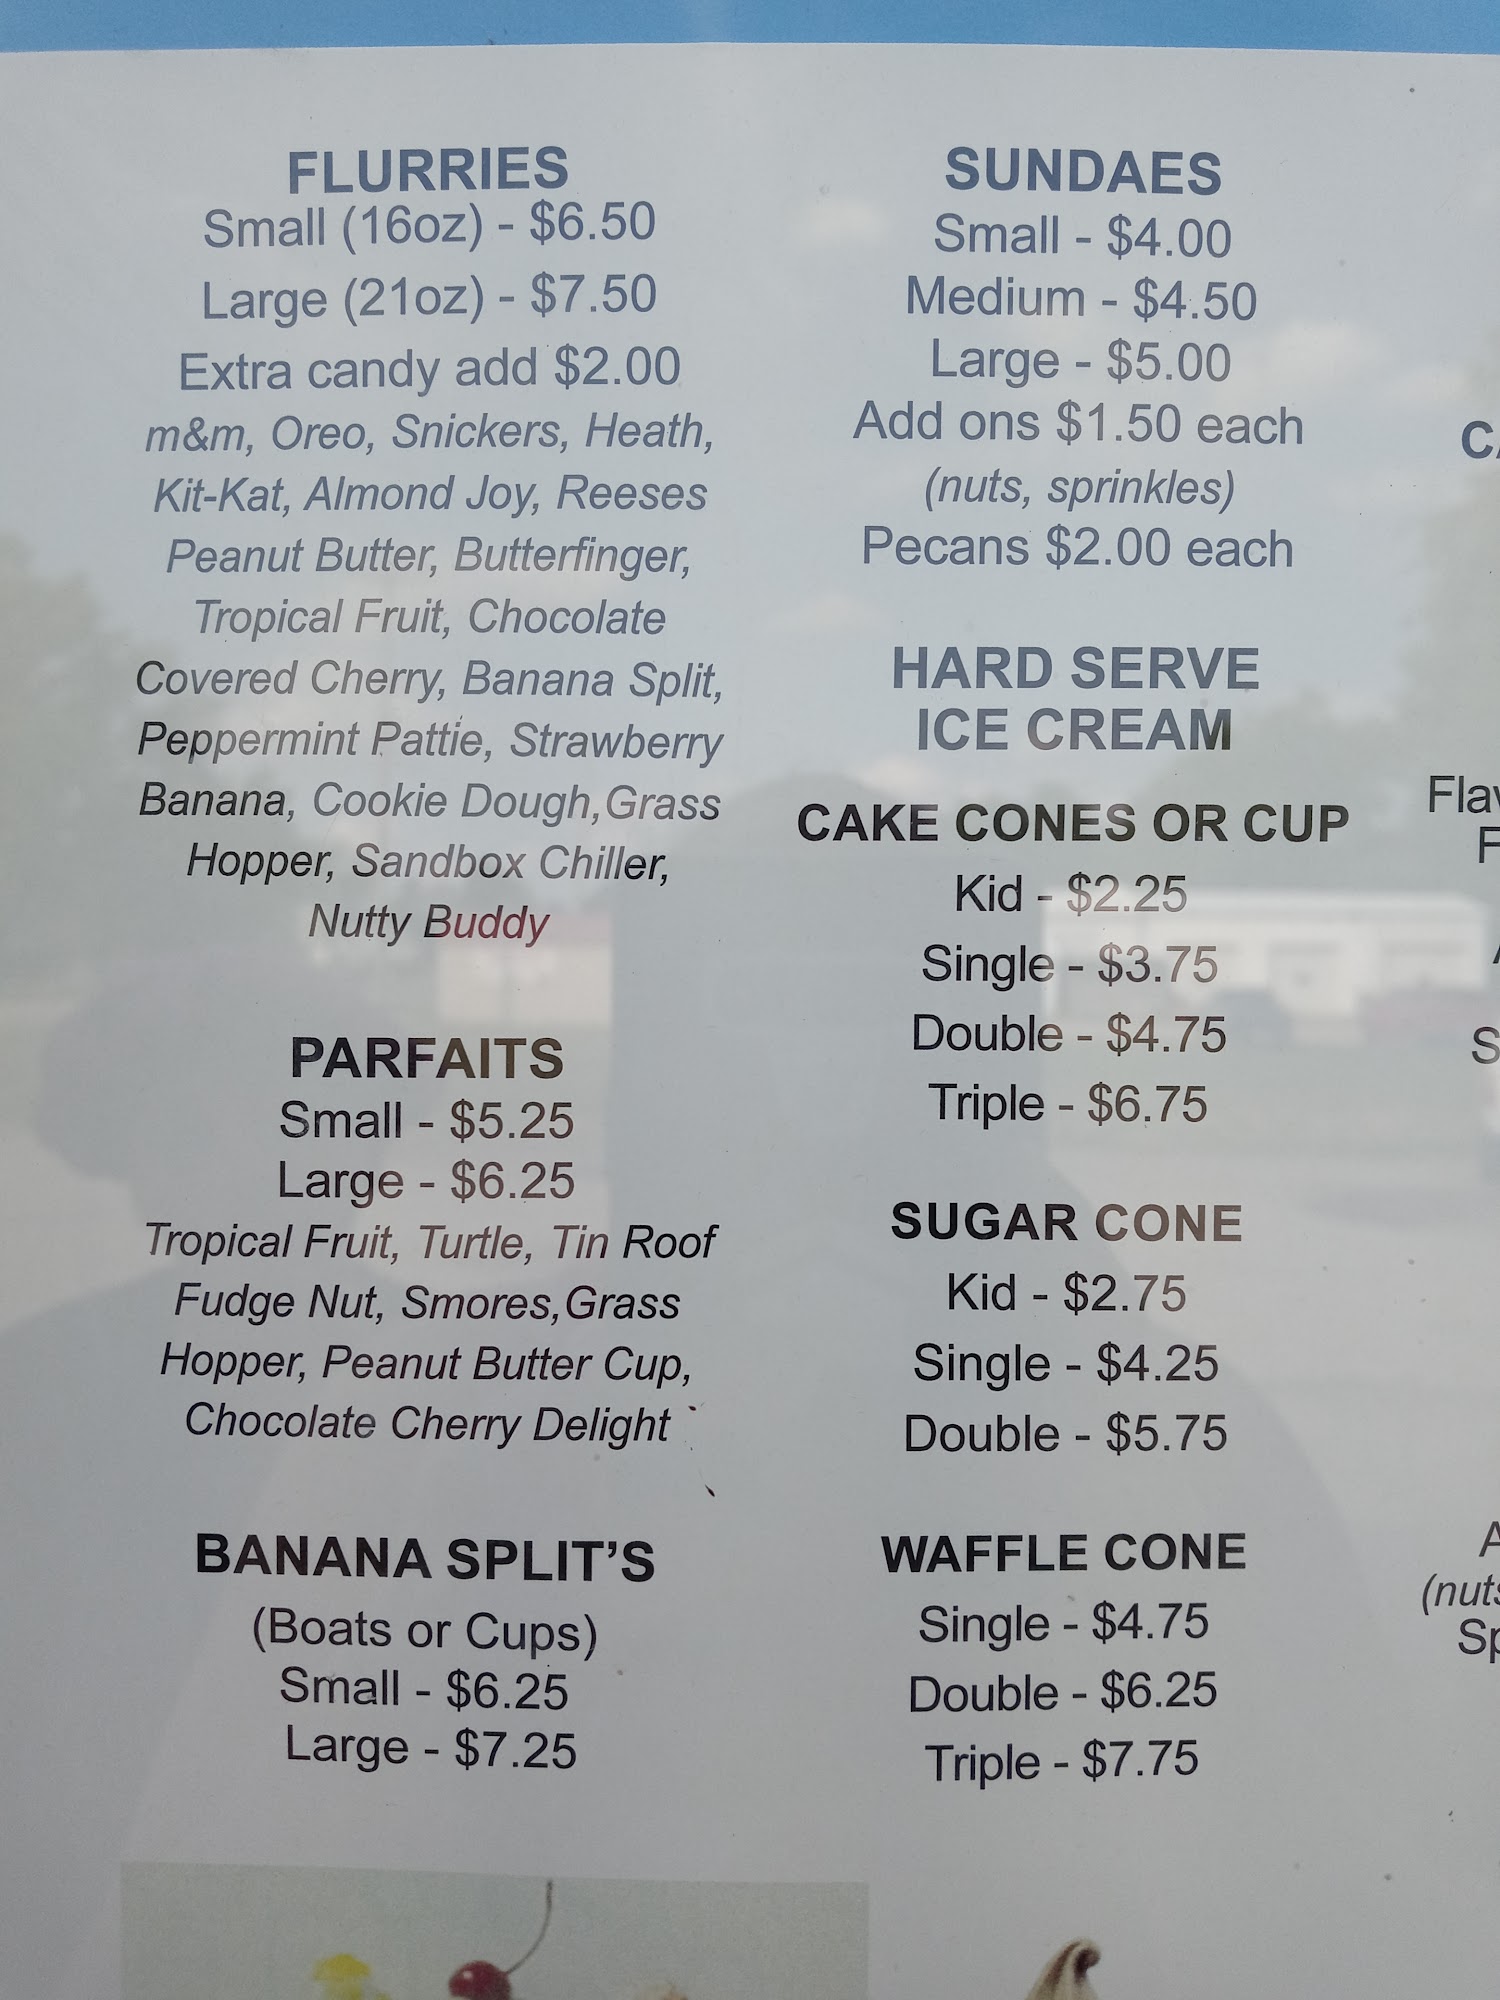 FLURRIES
Small (16oz) - $6.50
Large (21oz) - $7.50
Extra candy add $2.00
m&m, Oreo, Snickers, Heath,
Kit-Kat, Almond Joy, Reeses
Peanut Butter, Butterfinger,
Tropical Fruit, Chocolate
Covered Cherry, Banana Split,
Peppermint Pattie, Strawberry
Banana, Cookie Dough,Grass
Hopper, Sandbox Chiller,
Nutty Buddy
PARFAITS
Small - $5.25
Large - $6.25
Tropical Fruit, Turtle, Tin Roof
Fudge Nut, Smores,Grass
Hopper, Peanut Butter Cup,
Chocolate Cherry Delight
BANANA SPLIT’S
(Boats or Cups)
Small - $6.25
Large - $7.25
SUNDAES
Small - $4.00
Medium - $4.50
Large - $5.00
Add ons $1.50 each
(nuts, sprinkles)
Pecans $2.00 each
HARD SERVE
ICE CREAM
CAKE CONES OR CUP
Kid - $2.25
Single - $3.75
Double - $4.75
Triple - $6.75
SUGAR CONE
Kid - $2.75
Single - $4.25
Double - $5.75
WAFFLE CONE
Single - $4.75
Double - $6.25
Triple - $7.75